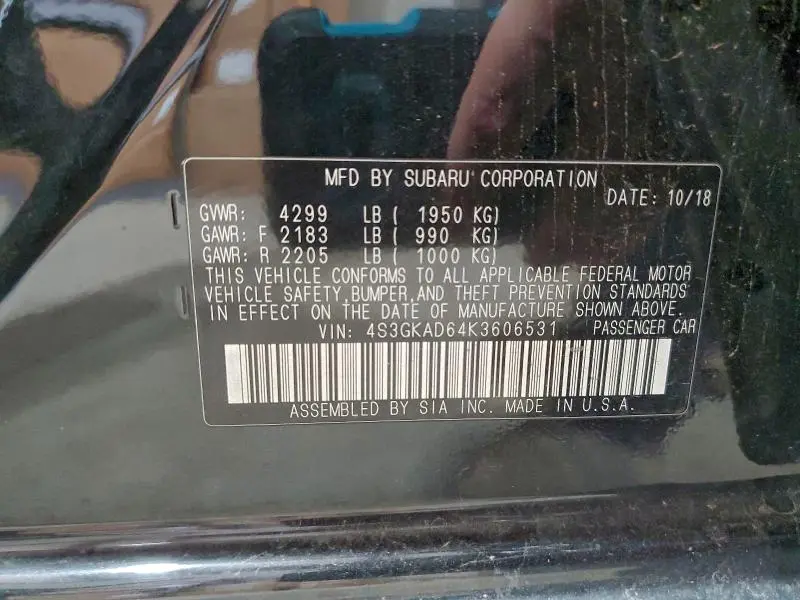 MFD BY SUBARU CORPORATION
DATE: 10/18
GVWR: 4299 LB ( 1950 KG)
GAWR: F 2183 LB ( 990 KG)
GAWR: R 2205 LB ( 1000 KG)
THIS VEHICLE CONFORMS TO ALL APPLICABLE FEDERAL MOTOR
VEHICLE SAFETY, BUMPER, AND THEFT PREVENTION STANDARDS
IN EFFECT ON THE DATE OF MANUFACTURE SHOWN ABOVE.
VIN: 4S3GKAD64K3606531 PASSENGER CAR
ASSEMBLED BY SIA INC. MADE IN U.S.A.